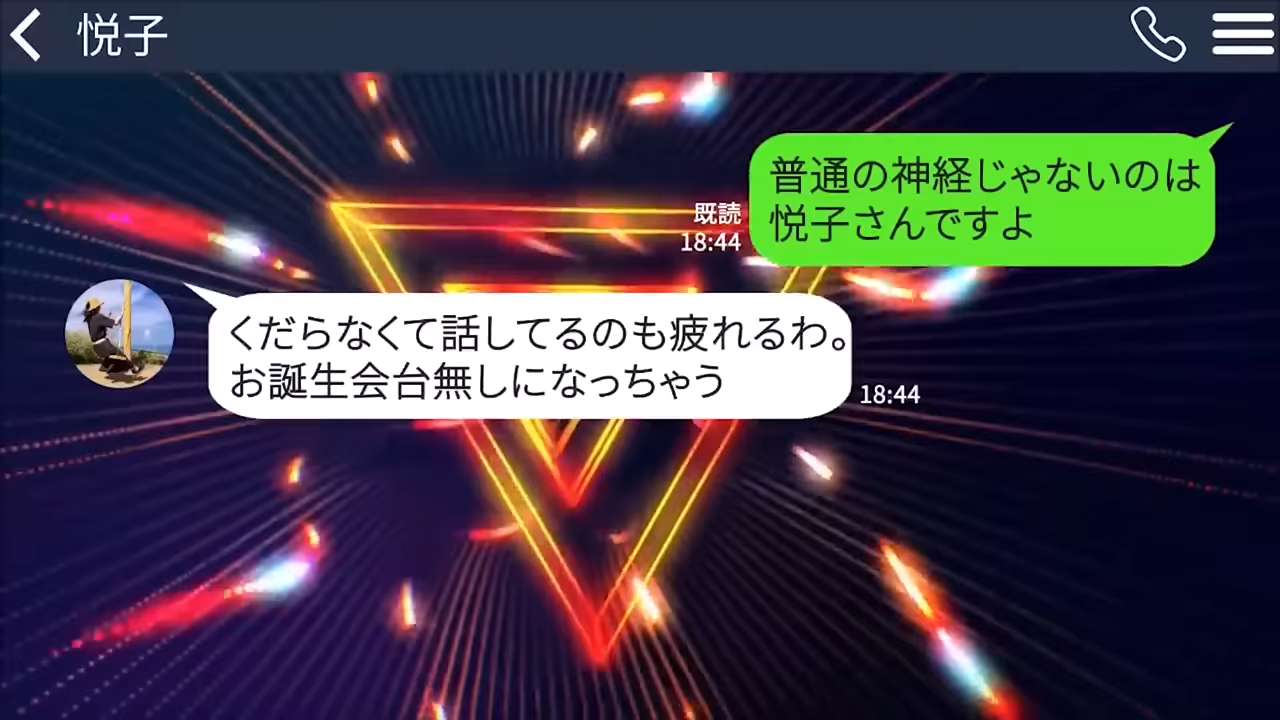 悦子
普通の神経じゃないのは
悦子さんですよ
既読
18:44
くだらなくて話してるのも疲れるわ。
お誕生会台無しになっちゃう
18:44